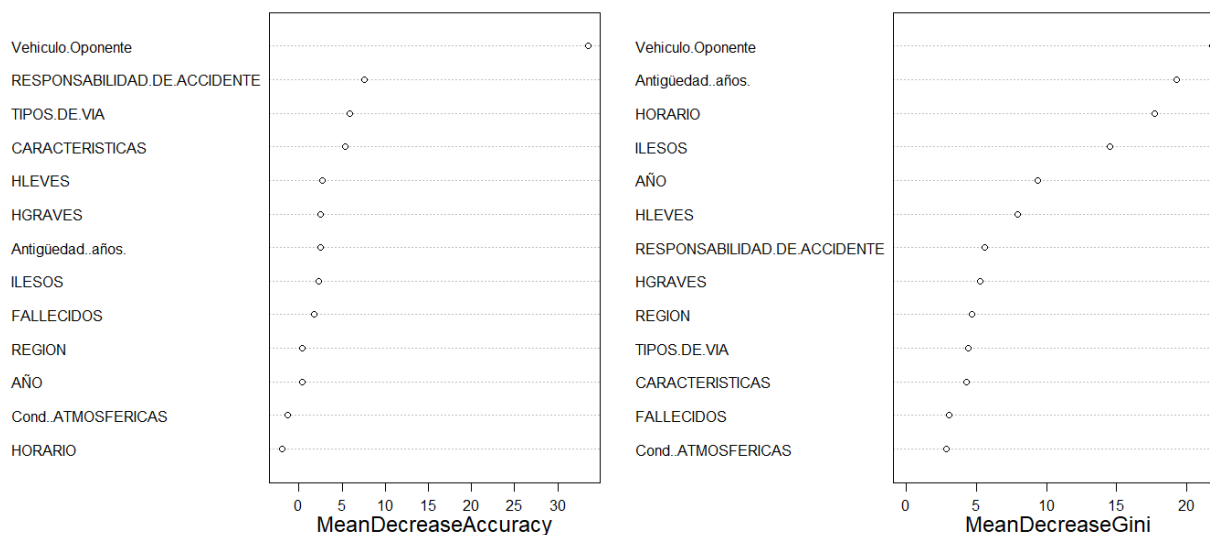 Vehiculo.Oponente
RESPONSABILIDAD.DE.ACCIDENTE
TIPOS.DE.VIA
CARACTERISTICAS
HLEVES
HGRAVES
Antigüedad..años.
ILESOS
FALLECIDOS
REGION
AÑO
Cond..ATMOSFERICAS
HORARIO
0 5 10 15 20 25 30
MeanDecreaseAccuracy
Vehiculo.Oponente
Antigüedad..años.
HORARIO
ILESOS
AÑO
HLEVES
RESPONSABILIDAD.DE.ACCIDENTE
HGRAVES
REGION
TIPOS.DE.VIA
CARACTERISTICAS
FALLECIDOS
Cond..ATMOSFERICAS
0 5 10 15 20
MeanDecreaseGini